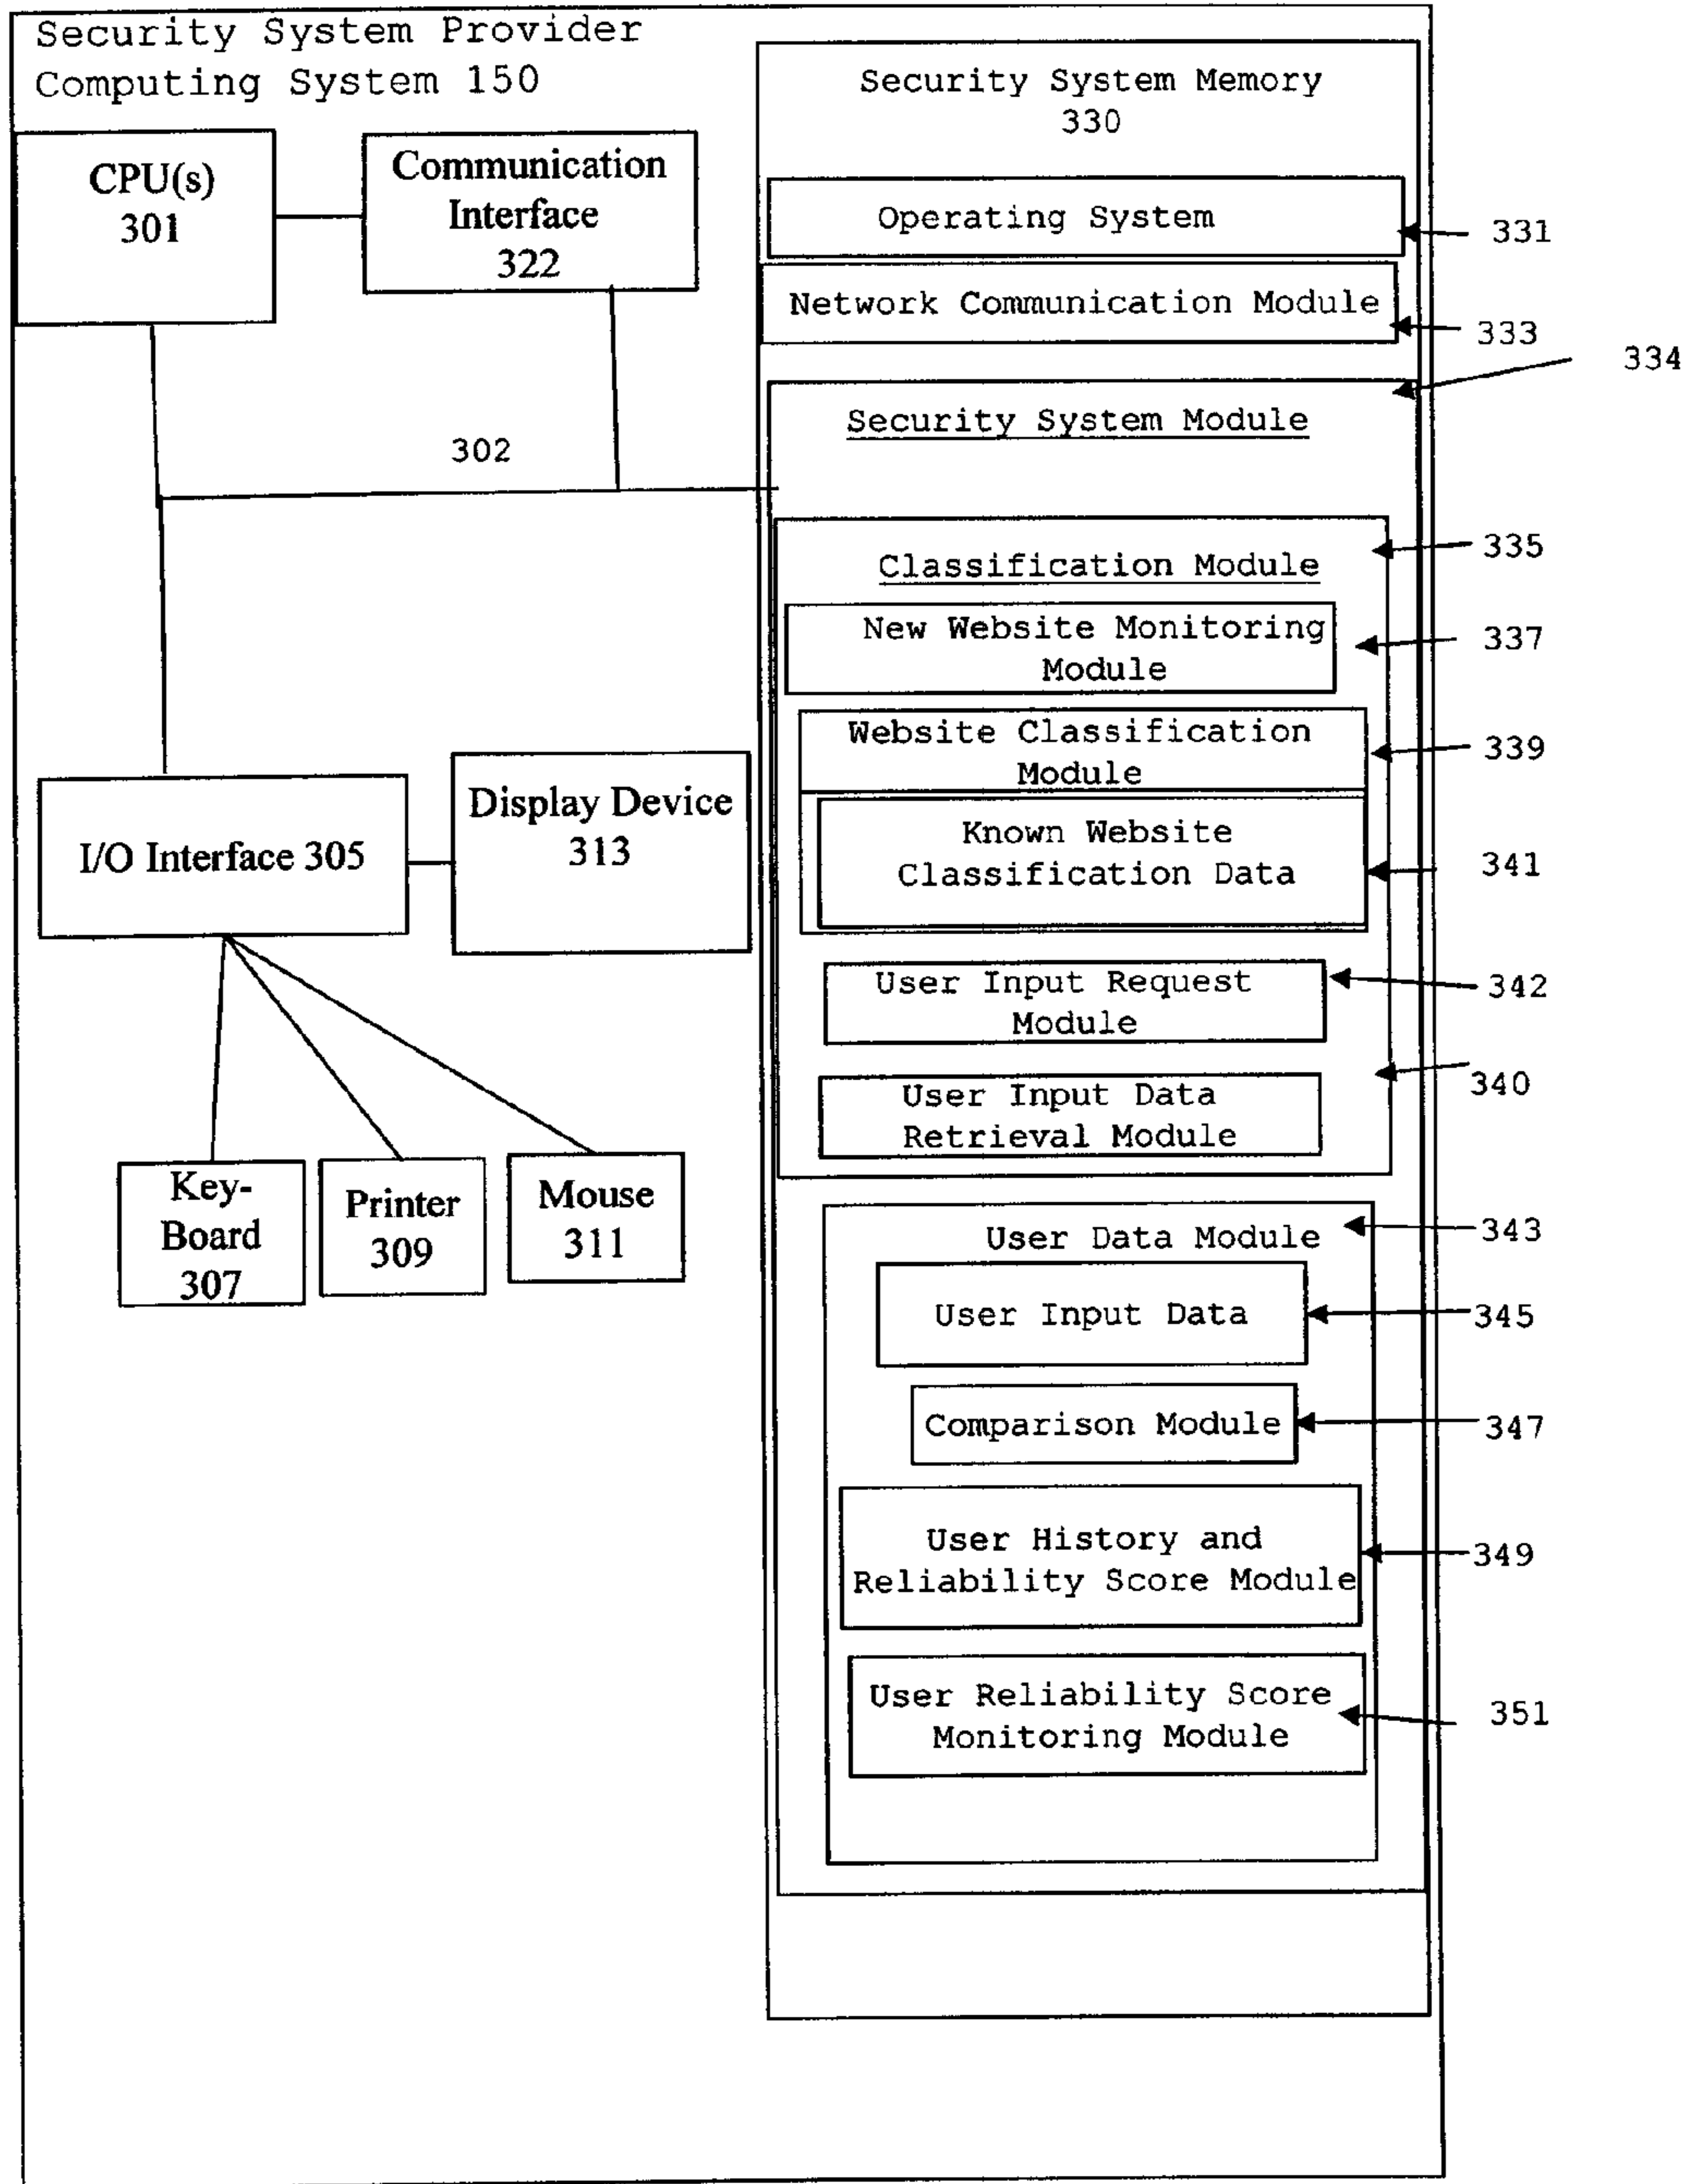 Security System Provider
Computing System 150
CPU(s)
301
Communication
Interface
322
302
I/O Interface 305
Display Device
313
Key-
Board
307
Printer
309
Mouse
311
Security System Memory
330
Operating System
331
Network Communication Module
333
334
Security System Module
335
Classification Module
New Website Monitoring
Module
337
Website Classification
Module
339
Known Website
Classification Data
341
User Input Request
Module
342
340
User Input Data
Retrieval Module
User Data Module
343
User Input Data
345
Comparison Module
347
User History and
Reliability Score Module
349
User Reliability Score
Monitoring Module
351